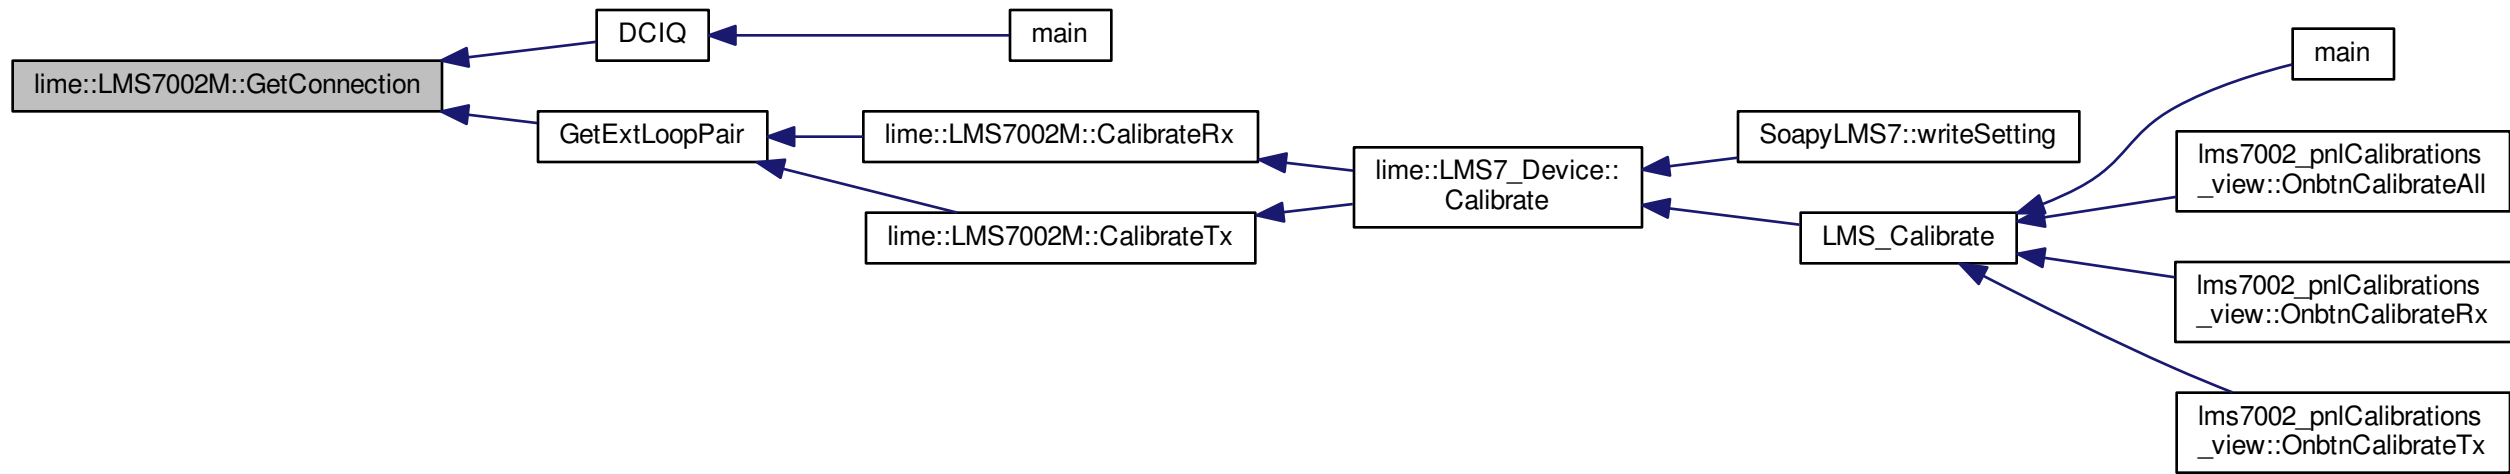 lime::LMS7002M::GetConnection
DCIQ
main
GetExtLoopPair
lime::LMS7002M::CalibrateRx
lime::LMS7002M::CalibrateTx
lime::LMS7_Device::
Calibrate
SoapyLMS7::writeSetting
LMS_Calibrate
main
lms7002_pnlCalibrations
_view::OnbtnCalibrateAll
lms7002_pnlCalibrations
_view::OnbtnCalibrateRx
lms7002_pnlCalibrations
_view::OnbtnCalibrateTx